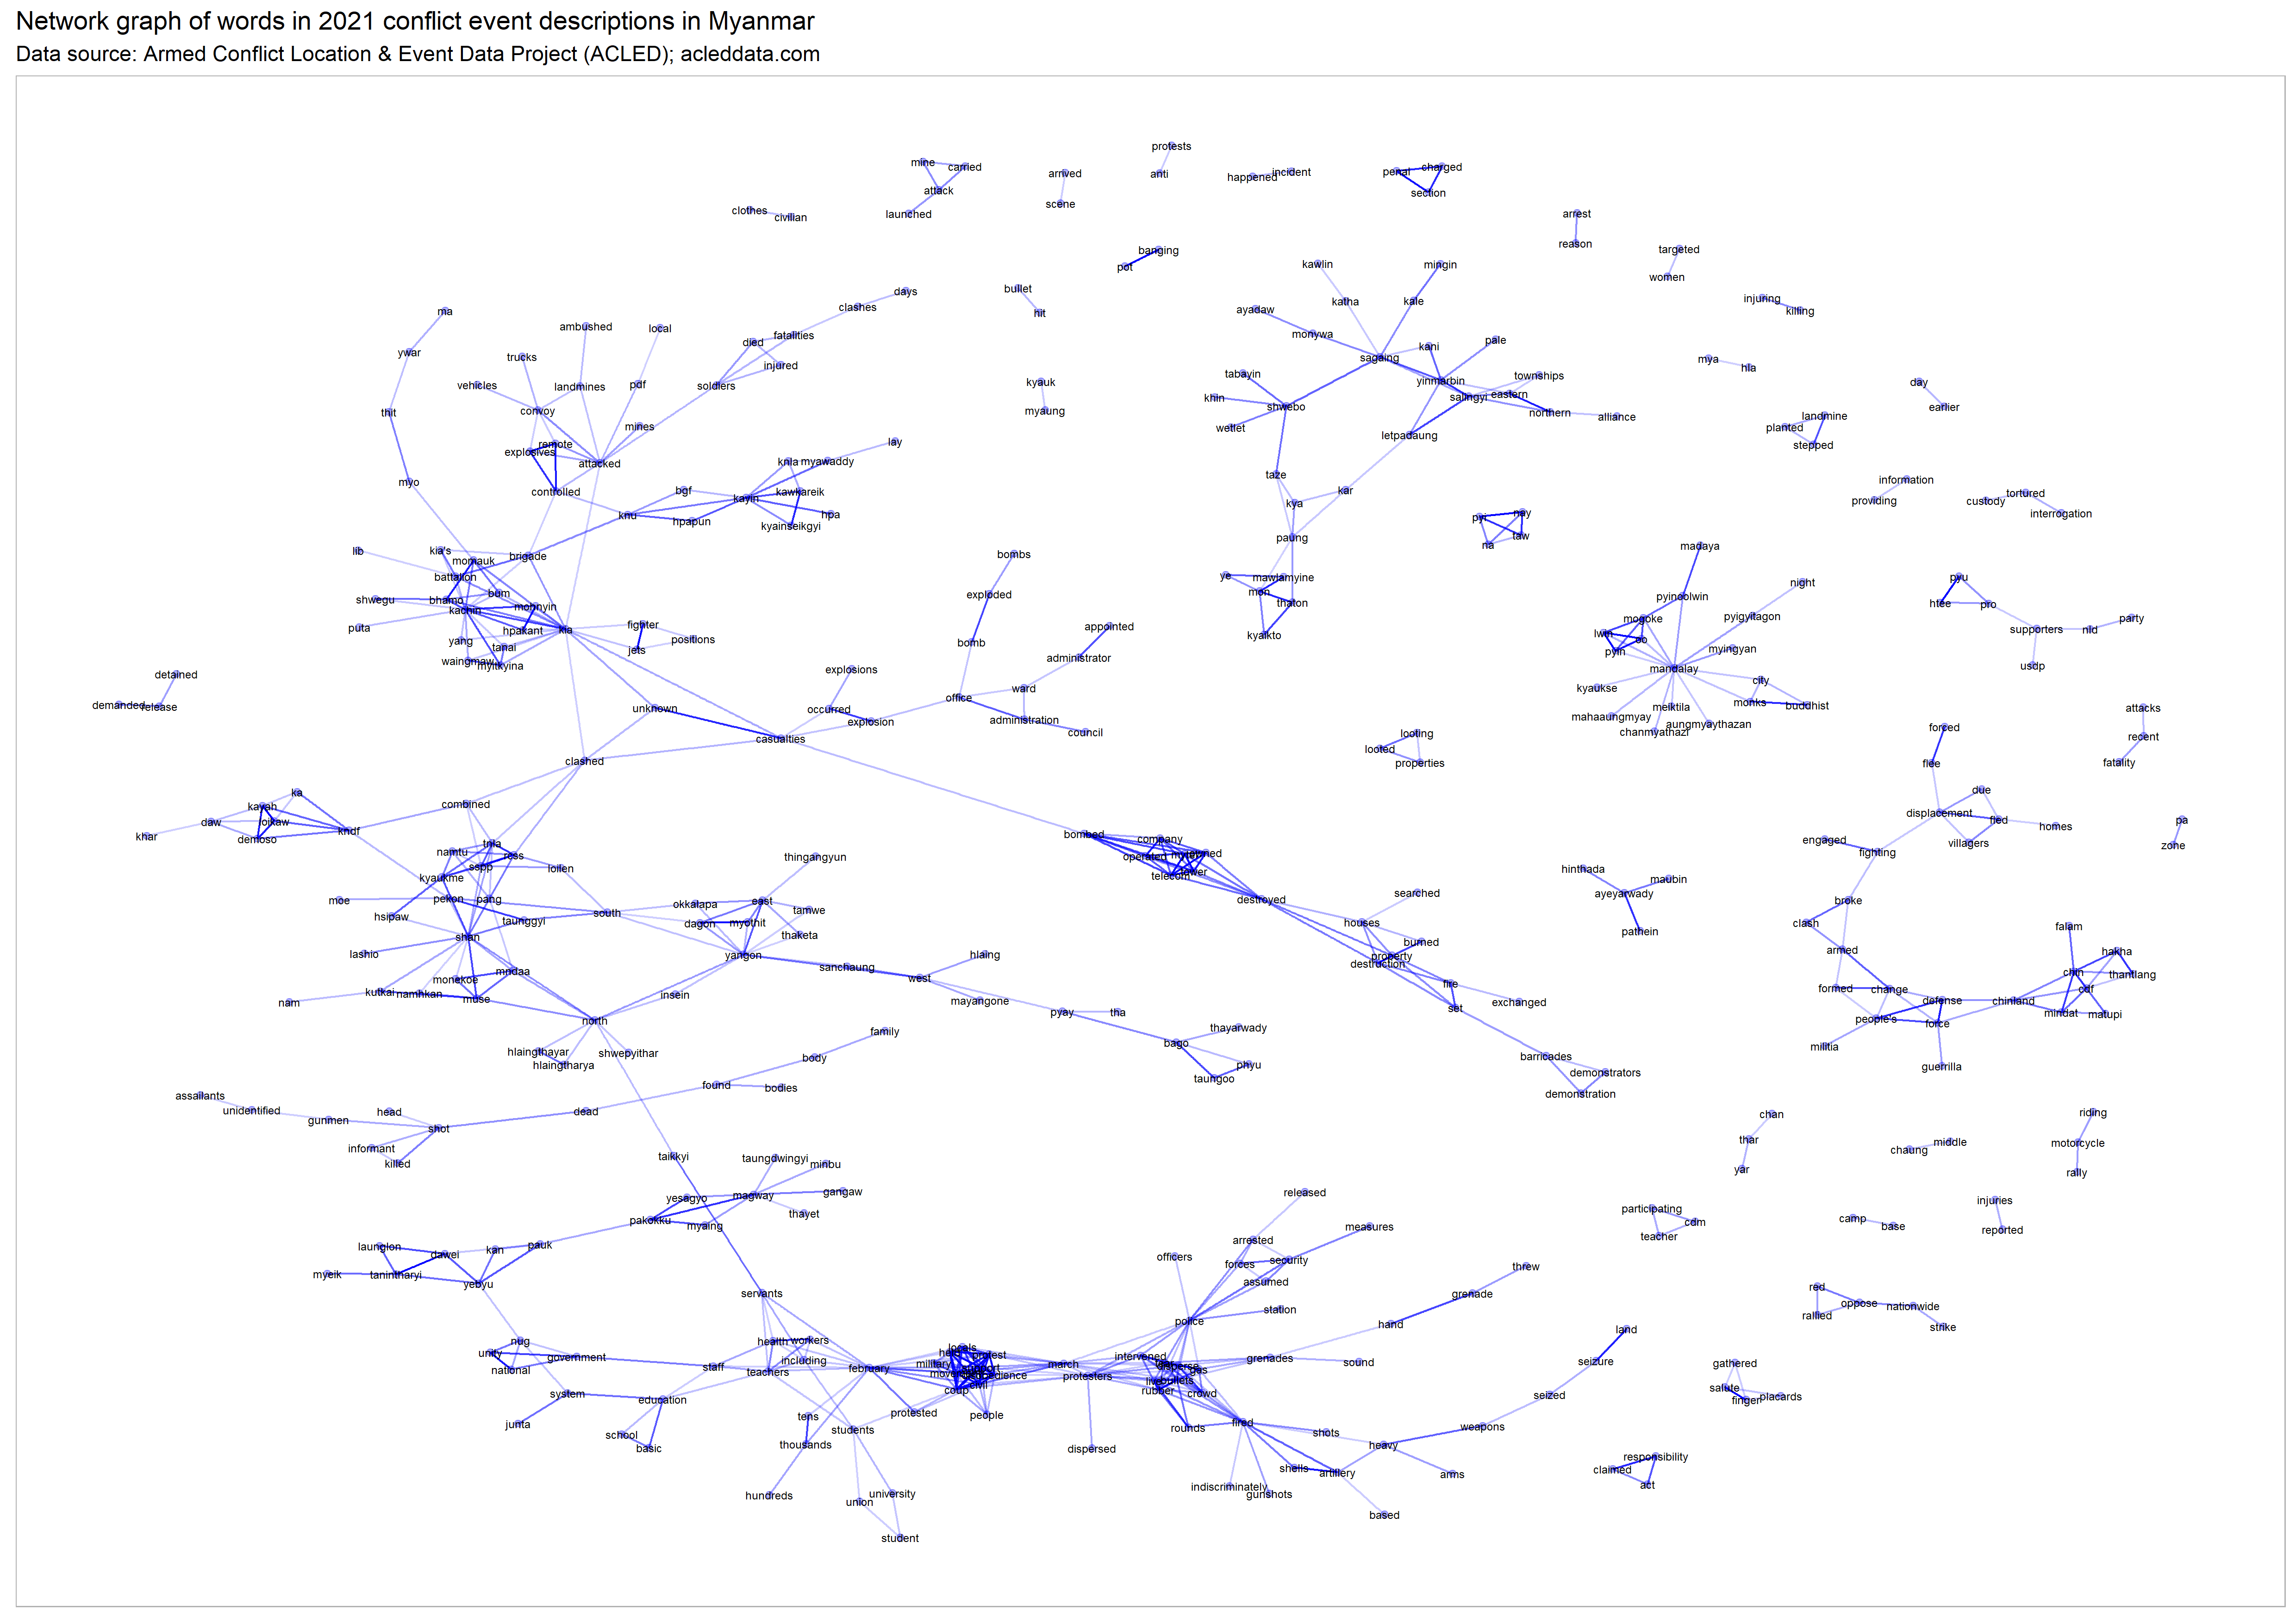 Network graph of words in 2021 conflict event descriptions in Myanmar
Data source: Armed Conflict Location & Event Data Project (ACLED); acleddata.com
protests
mine
carried
arrived
anti
happened
incident
penal
charged
attack
section
scene
clothes
civilian
launched
arrest
reason
banging
pot
targeted
women
kawlin
mingin
bullet
hit
days
clashes
katha
kale
injuring
killing
ma
ayadaw
ambushed
local
fatalities
monywa
died
pale
kani
ywar
trucks
sagaing
injured
mya
hla
vehicles
landmines
pdf
soldiers
kyauk
myaung
tabayin
yinmarbin
townships
day
earlier
khin
shwebo
salingyi
eastern
thit
convoy
northern
alliance
landmine
planted
stepped
mines
wetlet
letpadaung
remote
explosives
lay
attacked
knla
myawaddy
taze
myo
controlled
bgf
kayin
kawkareik
kar
kya
information
providing
custody
tortured
interrogation
knu
hpapun
hpa
kyainseikgyi
pyi
nay
taw
na
paung
lib
kia's
momauk
brigade
bombs
madaya
battalion
ye
mawlamyine
night
pyu
bum
exploded
mon
pyinoolwin
shwegu
bhamo
kachin
mohnyin
thaton
htee
pro
puta
hpakant
kia
fighter
positions
appointed
kyaikto
mogoke
pyigyitagon
party
lwin
oo
supporters
nld
yang
tanai
jets
bomb
pyin
myingyan
waingmaw
myitkyina
administrator
mandalay
usdp
detained
explosions
kyaukse
city
demanded
release
unknown
occurred
office
ward
meiktila
monks
buddhist
attacks
explosion
administration
mahaaungmyay
aungmyaythazan
council
chanmyathazi
forced
recent
casualties
looting
looted
properties
clashed
flee
fatality
ka
due
kayah
combined
displacement
daw
loikaw
fled
homes
pa
khar
demoso
kndf
bombed
company
engaged
villagers
zone
tnla
namtu
rcss
operated
fighting
thingangyun
sspp
loilen
telecom
tower
hinthada
kyaukme
maubin
moe
pekon
pang
okkalapa
east
destroyed
searched
ayeyarwady
broke
hsipaw
taunggyi
south
dagon
myothit
tamwe
houses
clash
falam
shan
thaketa
pathein
burned
armed
hakha
lashio
yangon
property
destruction
mndaa
sanchaung
hlaing
chin
thantlang
monekoe
west
fire
formed
change
cdf
nam
kutkai
namhkan
muse
insein
mayangone
exchanged
defense
chinland
north
pyay
tha
set
people's
force
mindat
matupi
family
thayarwady
hlaingthayar
shwepyithar
bago
militia
body
barricades
hlaingtharya
phyu
guerrilla
taungoo
demonstrators
found
bodies
demonstration
assailants
unidentified
head
dead
chan
riding
gunmen
shot
thar
chaung
middle
motorcycle
informant
killed
taikkyi
taungdwingyi
minbu
yar
rally
yesagyo
magway
gangaw
released
injuries
pakokku
myaing
thayet
measures
participating
cdm
camp
base
reported
launglon
dawei
kan
pauk
arrested
teacher
officers
forces
security
myeik
tanintharyi
yebyu
assumed
threw
servants
station
grenade
red
oppose
nationwide
rallied
strike
police
hand
land
nug
health
workers
locals
unity
government
including
military
protest
march
intervened
disperse
grenades
sound
seizure
gathered
national
staff
teachers
february
protesters
gas
bullets
rubber
crowd
salute
placards
finger
system
education
coup
civil
seized
junta
school
basic
tens
protested
people
students
rounds
fired
shots
weapons
thousands
dispersed
heavy
responsibility
claimed
act
shells
artillery
arms
hundreds
university
union
indiscriminately
gunshots
based
student